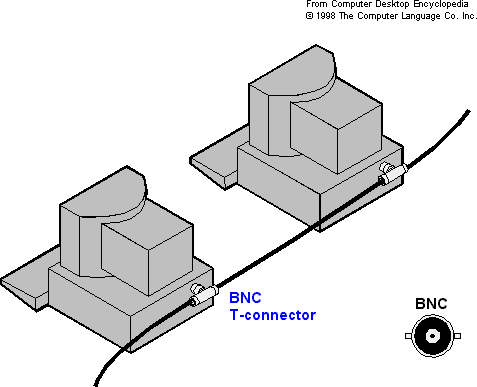 From Computer Desktop Encyclopedia
© 1998 The Computer Language Co. Inc.
BNC
T-connector
BNC